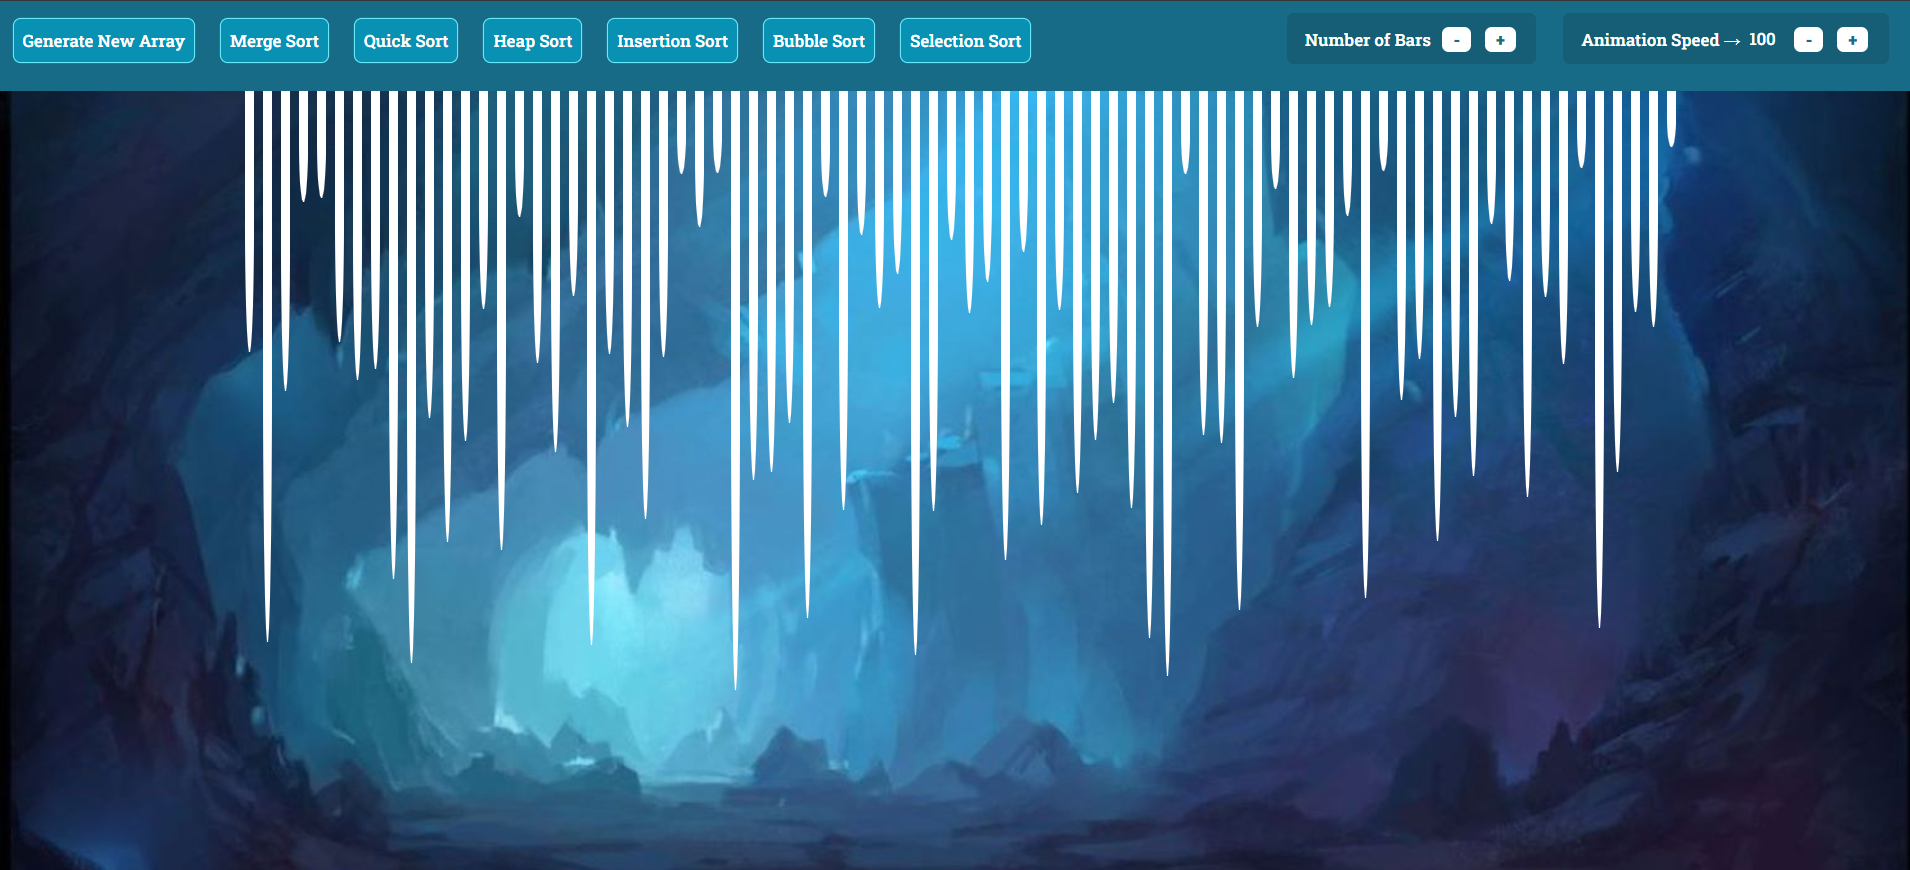 Generate New Array
Merge Sort
Quick Sort
Heap Sort
Insertion Sort
Bubble Sort
Selection Sort
Number of Bars - +
Animation Speed → 100 - +